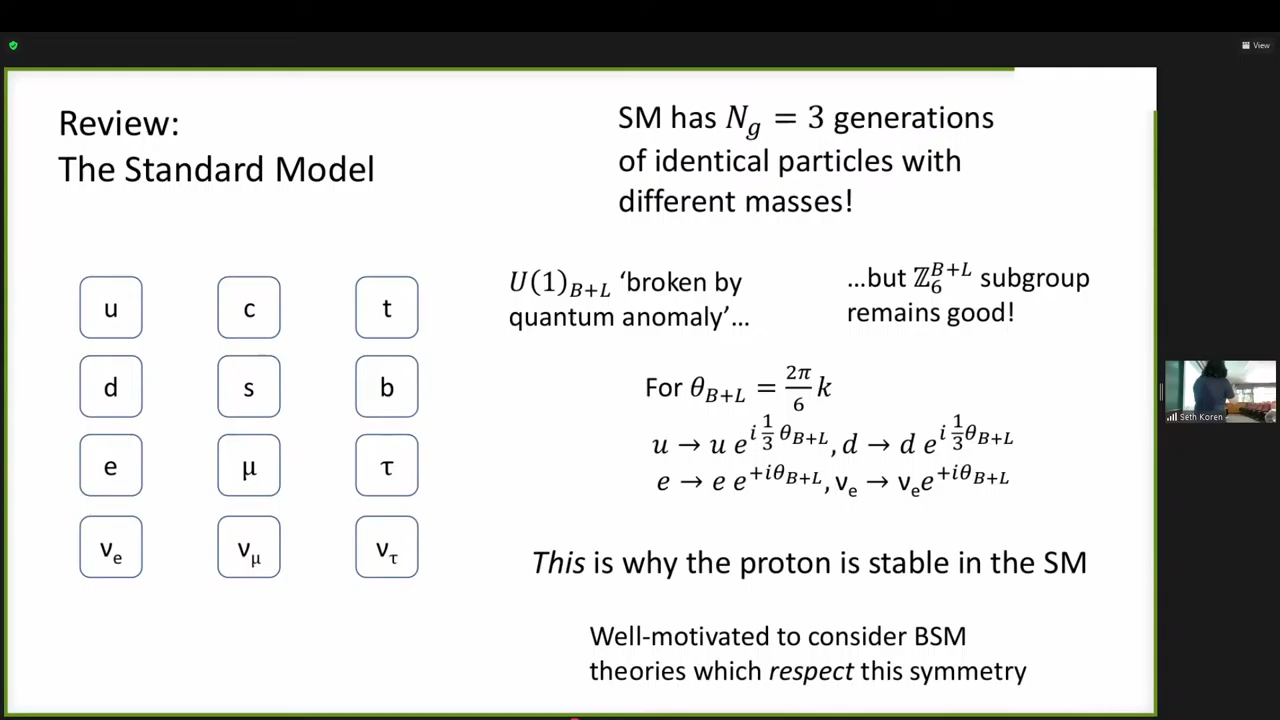 View
Review:
The Standard Model
SM has N_g = 3 generations
of identical particles with
different masses!
U(1)_{B+L} ‘broken by
quantum anomaly’...
...but ℤ_6^{B+L} subgroup
remains good!
u c t
d s b
e μ τ
ν_e ν_μ ν_τ
For θ_{B+L} = \frac{2π}{6} k
u → u e^{i\frac{1}{3}θ_{B+L}}, d → d e^{i\frac{1}{3}θ_{B+L}}
e → e e^{+iθ_{B+L}}, ν_e → ν_e e^{+iθ_{B+L}}
This is why the proton is stable in the SM
Well-motivated to consider BSM
theories which respect this symmetry
Seth Koren